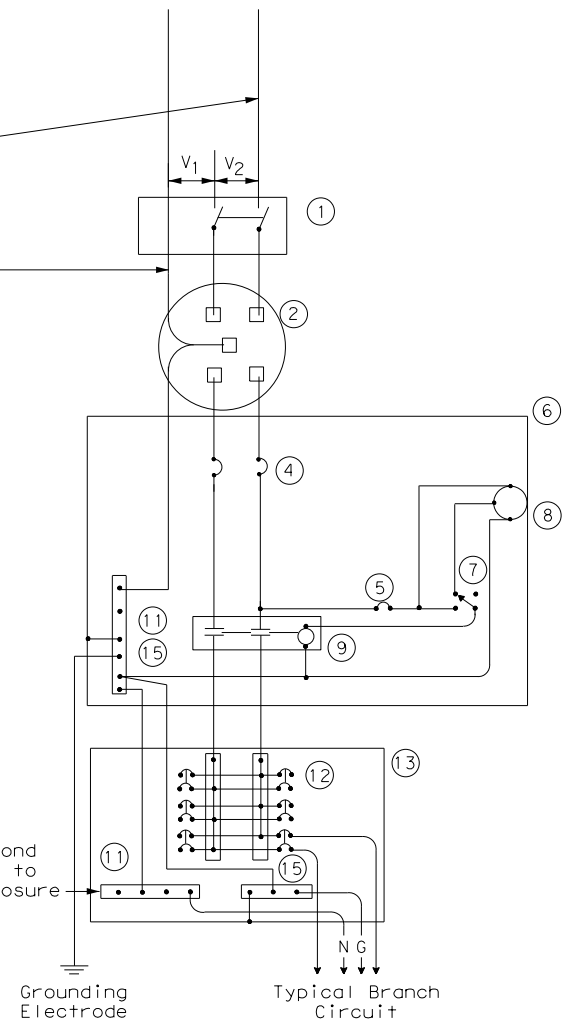 V1
V2
1
2
6
4
8
5
7
11
15
9
13
12
ond
to
11
15
osure
N G
Grounding
Electrode
Typical Branch
Circuit